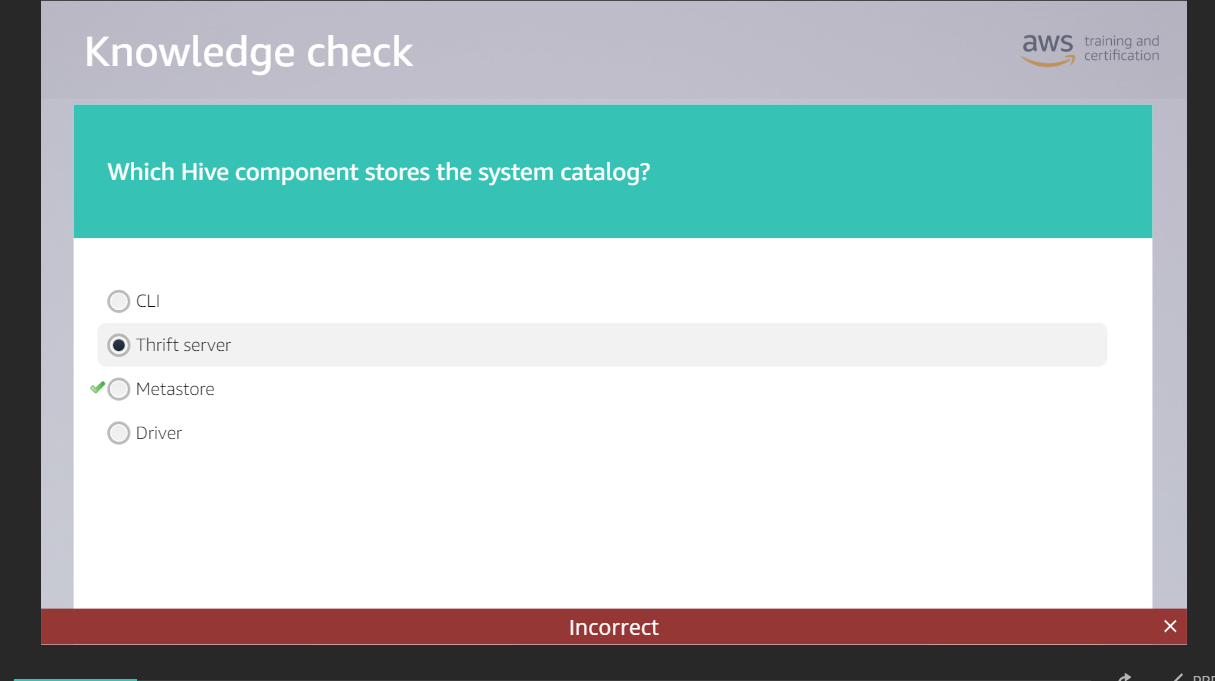 Knowledge check
aws training and
certification
Which Hive component stores the system catalog?
CLI
Thrift server
Metastore
Driver
Incorrect